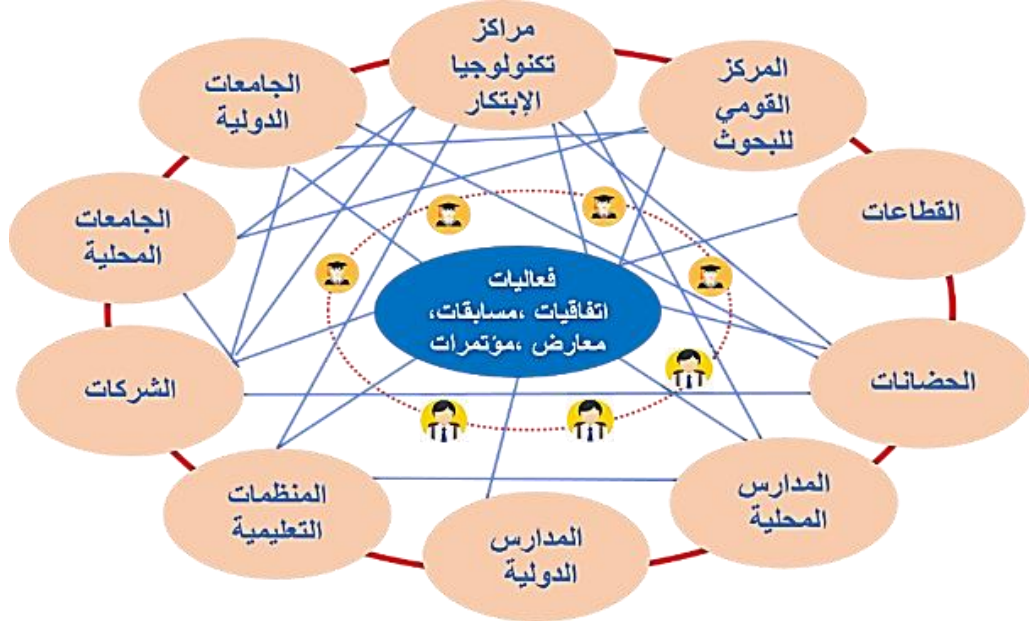 مراكز
تكنولوجيا
الإبتكار
المركز
القومي
للبحوث
القطاعات
الحضانات
المدارس
المحلية
المدارس
الدولية
المنظمات
التعليمية
الشركات
الجامعات
المحلية
الجامعات
الدولية
فعاليات
اتفاقيات ،مسابقات،
معارض ،مؤتمرات